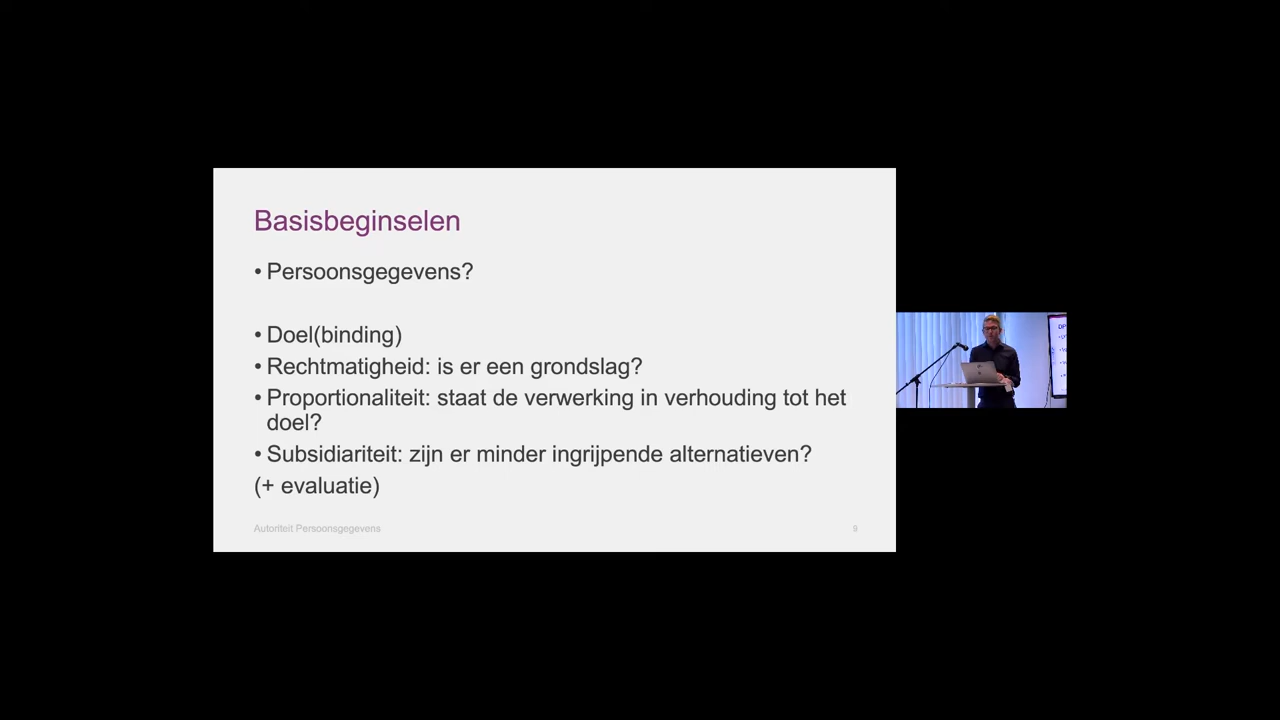 Basisbeginselen
• Persoonsgegevens?
• Doel(binding)
• Rechtmatigheid: is er een grondslag?
• Proportionaliteit: staat de verwerking in verhouding tot het
doel?
• Subsidiariteit: zijn er minder ingrijpende alternatieven?
(+ evaluatie)
Autoriteit Persoonsgegevens
9